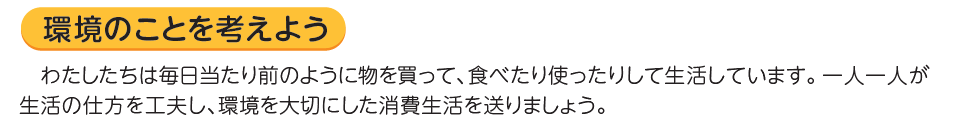 環境のことを考えよう
わたしたちは毎日当たり前のように物を買って、食べたり使ったりして生活しています。一人一人が
生活の仕方を工夫し、環境を大切にした消費生活を送りましょう。